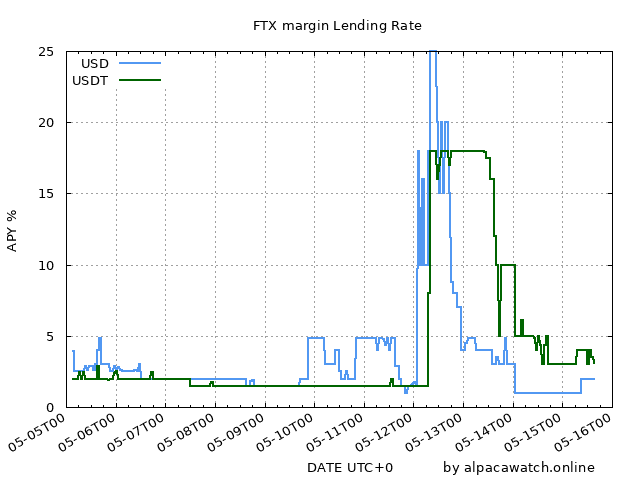 FTX margin Lending Rate
USD
USDT
25
20
15
10
5
0
APY %
05-05T00
05-06T00
05-07T00
05-08T00
05-09T00
05-10T00
05-11T00
05-12T00
05-13T00
05-14T00
05-15T00
05-16T00
DATE UTC+0
by alpacawatch.online